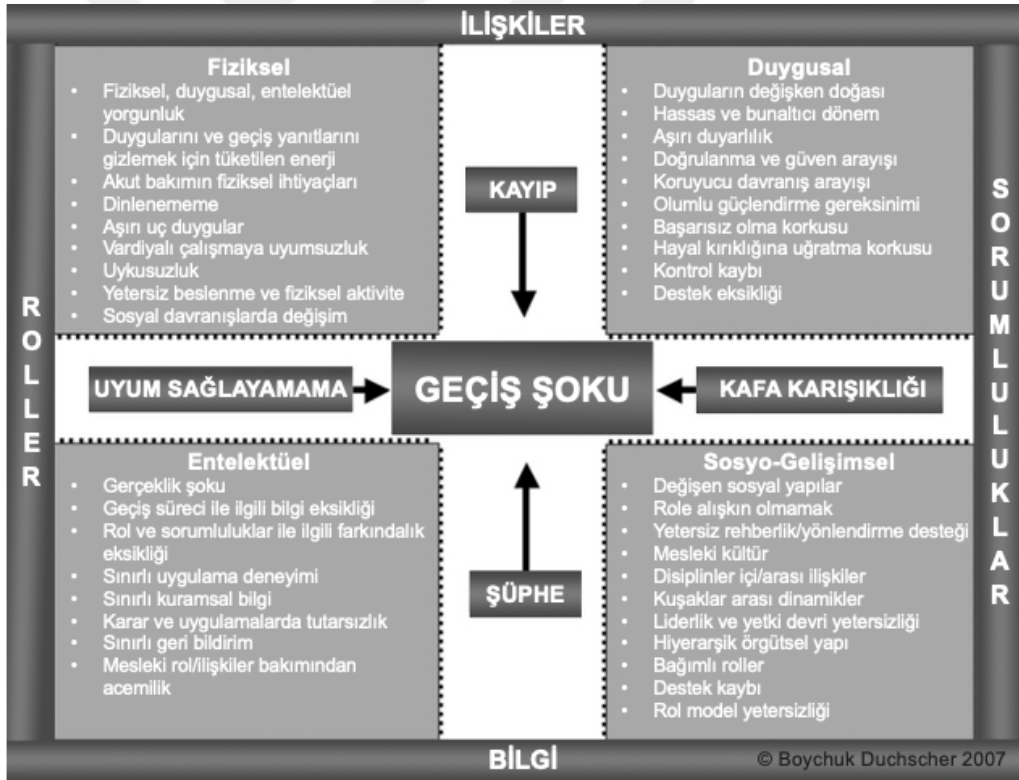 İLİŞKİLER
Fiziksel
• Fiziksel, duygusal, entelektüel
yorgunluk
• Duygularını ve geçiş yanıtlarını
gizlemek için tüketilen enerji
• Akut bakımın fiziksel ihtiyaçları
• Dinlenememe
• Aşırı uç duygular
• Vardiyalı çalışmaya uyumsuzluk
• Uykusuzluk
• Yetersiz beslenme ve fiziksel aktivite
• Sosyal davranışlarda değişim
Duygusal
• Duyguların değişken doğası
• Hassas ve bunaltıcı dönem
• Aşırı duyarlılık
• Doğrulanma ve güven arayışı
• Koruyucu davranış arayışı
• Olumlu güçlendirme gereksinimi
• Başarısız olma korkusu
• Hayal kırıklığına uğratma korkusu
• Kontrol kaybı
• Destek eksikliği
KAYIP
ROLLER
UYUM SAĞLAYAMAMA
GEÇİŞ ŞOKU
KAFA KARIŞIKLIĞI
SORUMLULUKLAR
Entelektüel
• Gerçeklik şoku
• Geçiş süreci ile ilgili bilgi eksikliği
• Rol ve sorumluluklar ile ilgili farkındalık
eksikliği
• Sınırlı uygulama deneyimi
• Sınırlı kuramsal bilgi
• Karar ve uygulamalarda tutarsızlık
• Sınırlı geri bildirim
• Mesleki rol/ilişkiler bakımından
acemilik
ŞÜPHE
Sosyo-Gelişimsel
• Değişen sosyal yapılar
• Role alışkın olmamak
• Yetersiz rehberlik/yönlendirme desteği
• Mesleki kültür
• Disiplinler içi/arası ilişkiler
• Kuşaklar arası dinamikler
• Liderlik ve yetki devri yetersizliği
• Hiyerarşik örgütsel yapı
• Bağımlı roller
• Destek kaybı
• Rol model yetersizliği
BİLGİ
© Boychuk Duchscher 2007